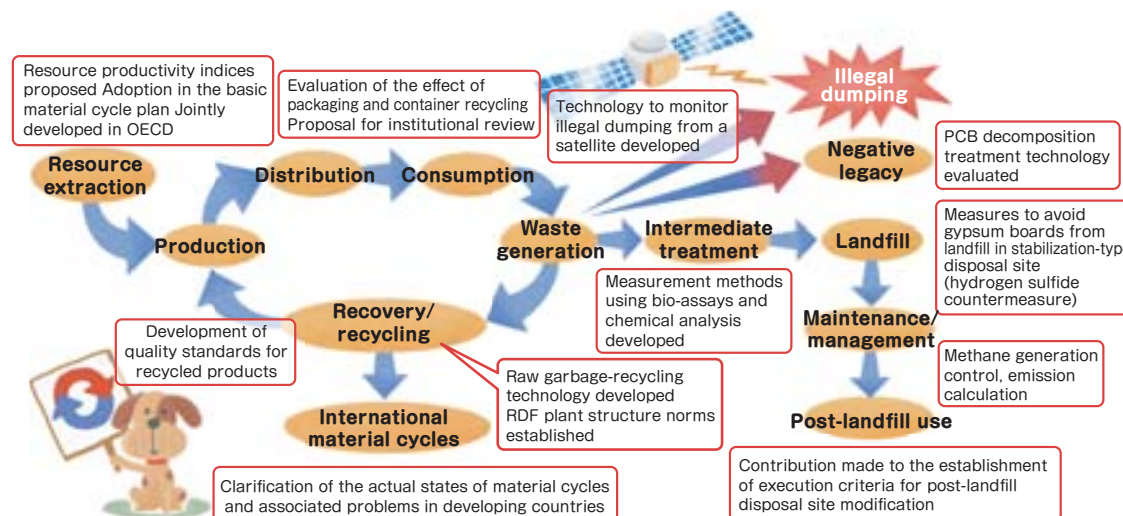 Resource productivity indices
proposed Adoption in the basic
material cycle plan Jointly
developed in OECD
Evaluation of the effect of
packaging and container recycling
Proposal for institutional review
Technology to monitor
illegal dumping from a
satellite developed
Illegal
dumping
Resource
extraction
Distribution
Consumption
Negative
legacy
PCB decomposition
treatment technology
evaluated
Production
Waste
generation
Intermediate
treatment
Landfill
Measures to avoid
gypsum boards from
landfill in stabilization-type
disposal site
(hydrogen sulfide
countermeasure)
Recovery/
recycling
Measurement methods
using bio-assays and
chemical analysis
developed
Maintenance/
management
Development of
quality standards for
recycled products
Raw garbage-recycling
technology developed
RDF plant structure norms
established
Methane generation
control, emission
calculation
International
material cycles
Post-landfill use
Clarification of the actual states of material cycles
and associated problems in developing countries
Contribution made to the establishment
of execution criteria for post-landfill
disposal site modification